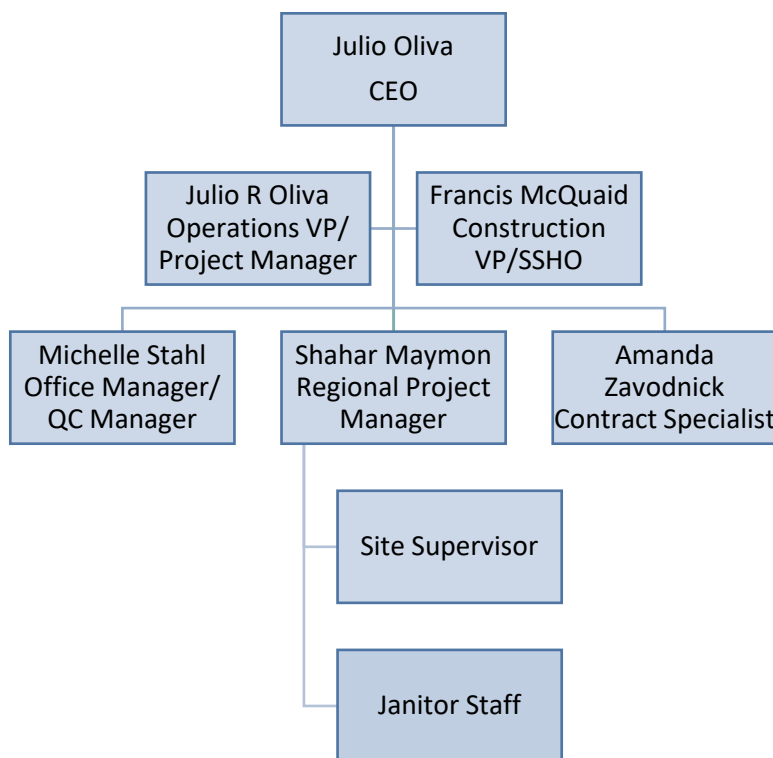 Julio Oliva
CEO
Julio R Oliva
Operations VP/
Project Manager
Francis McQuaid
Construction
VP/SSHO
Michelle Stahl
Office Manager/
QC Manager
Shahar Maymon
Regional Project
Manager
Amanda
Zavodnick
Contract Specialist
Site Supervisor
Janitor Staff